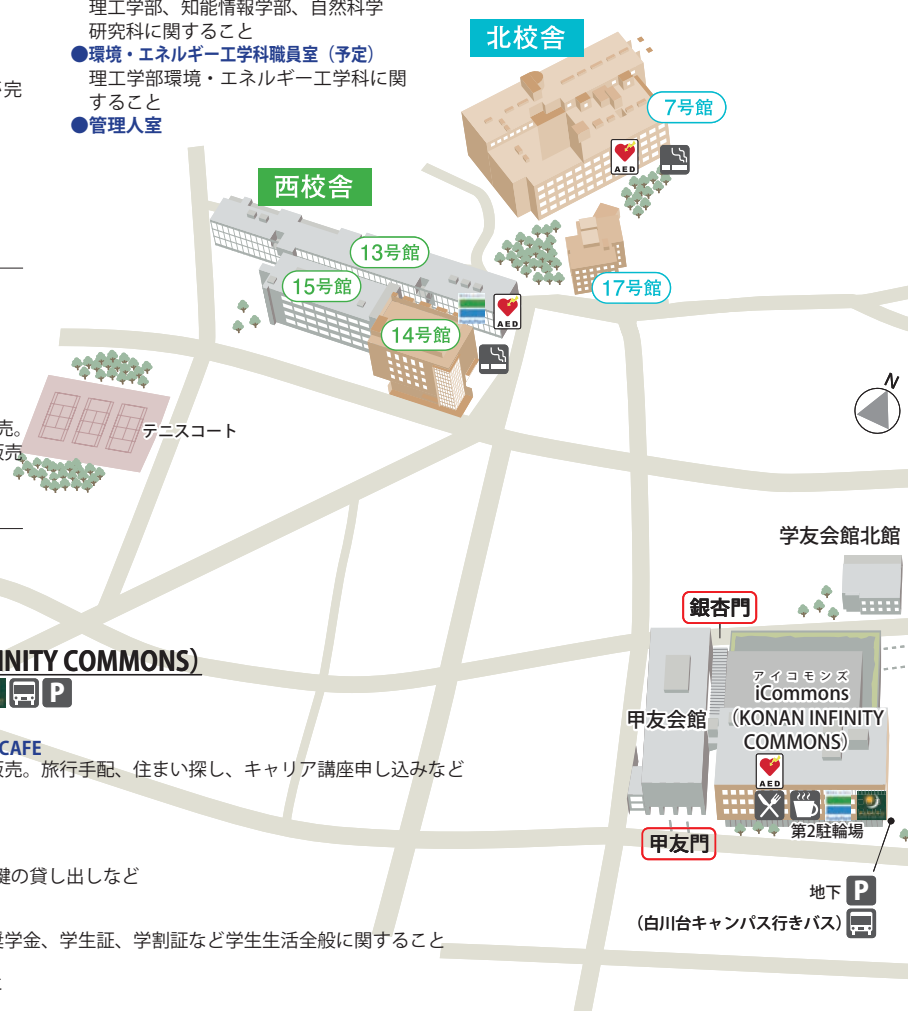 理工学部、知能情報学部、自然科学
研究科に関すること
●環境・エネルギー工学科職員室（予定）
理工学部環境・エネルギー工学科に関
すること
●管理人室
完
売。
販売
INITY COMMONS）
P
CAFE
販売。旅行手配、住まい探し、キャリア講座申し込みなど
鍵の貸し出しなど
奨学金、学生証、学割証など学生生活全般に関すること
北校舎
7号館
AED
17号館
西校舎
13号館
15号館
14号館
AED
テニスコート
N
学友会館北館
銀杏門
甲友会館
アイコモンズ
iCommons
（KONAN INFINITY
COMMONS）
AED
第2駐輪場
甲友門
地下 P
（白川台キャンパス行きバス）